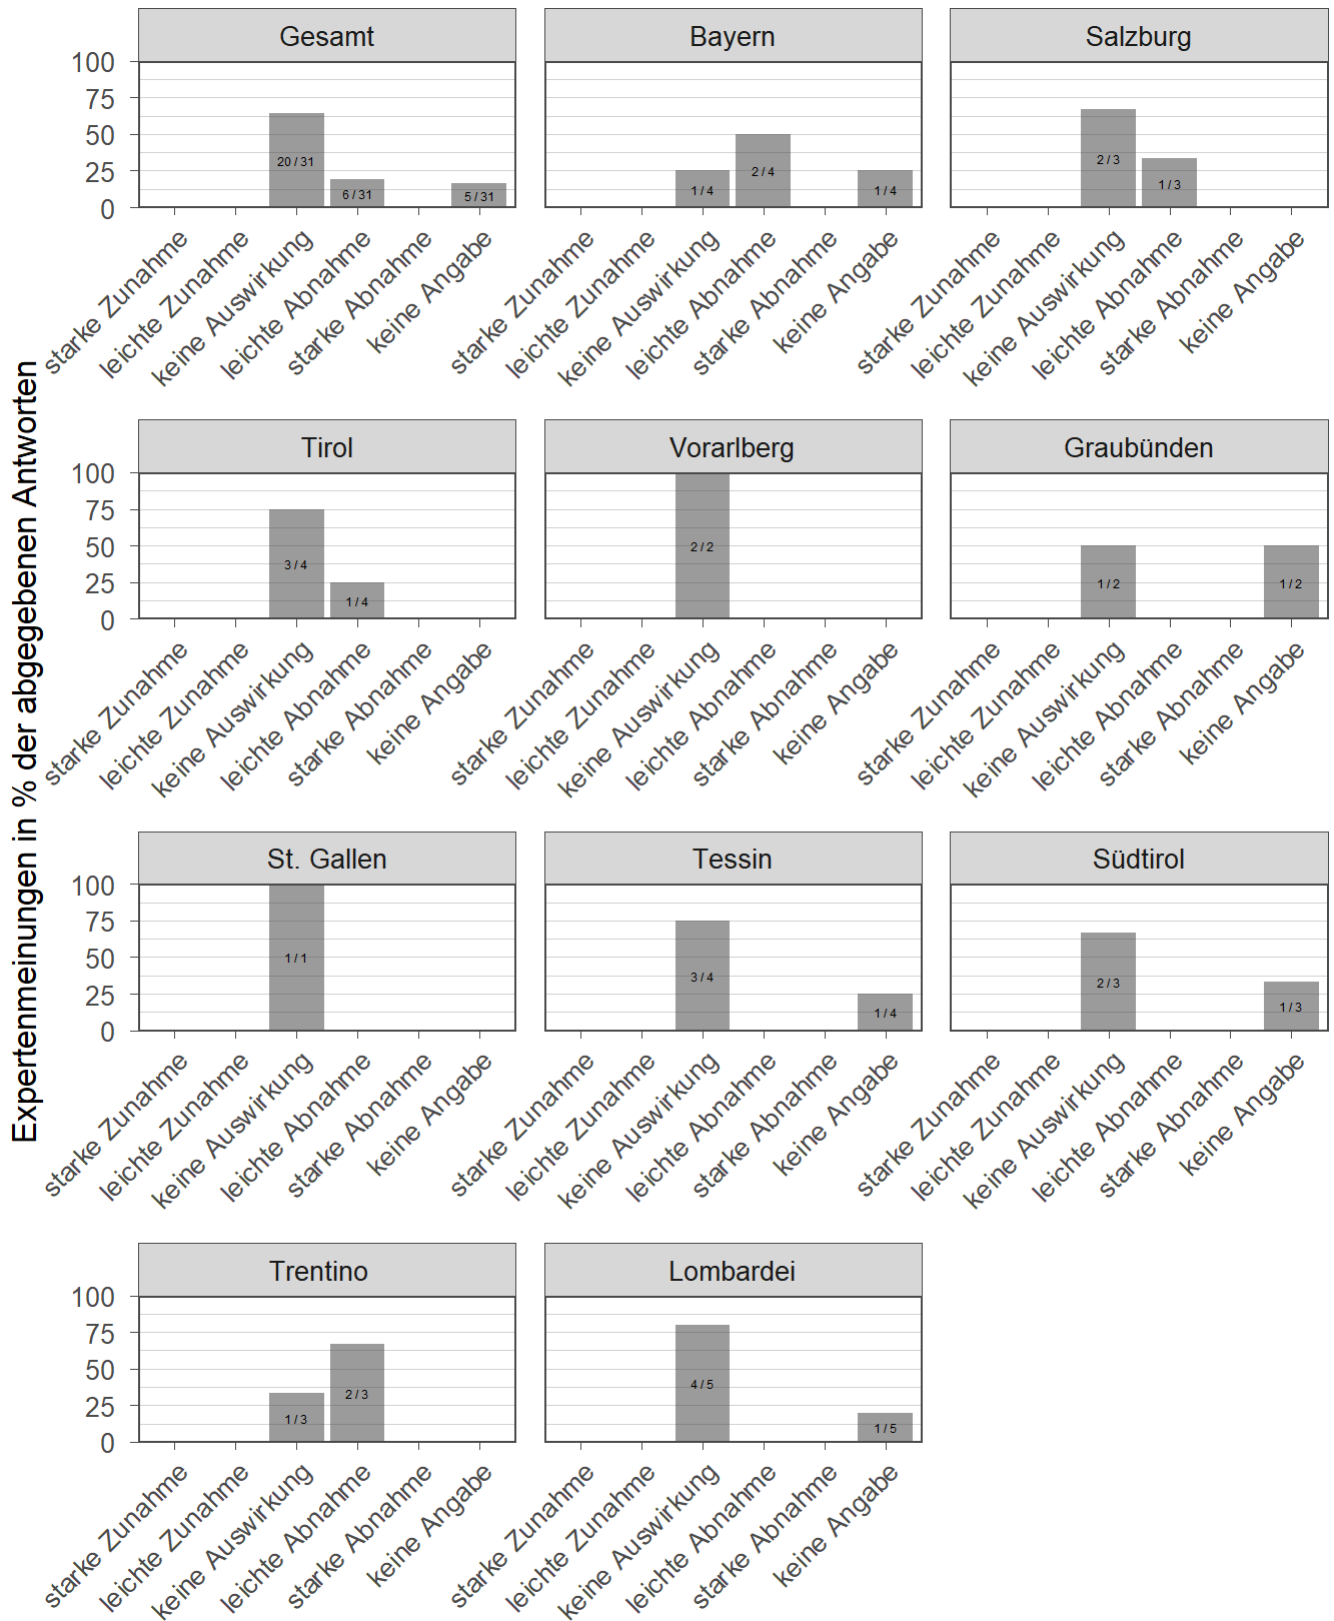 Expertenmeinungen in % der abgegebenen Antworten
Gesamt
100
75
50
25
0
20 / 31
6 / 31
5 / 31
starke Zunahme
leichte Zunahme
keine Auswirkung
leichte Abnahme
starke Abnahme
keine Angabe
Bayern
1 / 4
2 / 4
1 / 4
starke Zunahme
leichte Zunahme
keine Auswirkung
leichte Abnahme
starke Abnahme
keine Angabe
Salzburg
2 / 3
1 / 3
starke Zunahme
leichte Zunahme
keine Auswirkung
leichte Abnahme
starke Abnahme
keine Angabe
Tirol
100
75
50
25
0
3 / 4
1 / 4
starke Zunahme
leichte Zunahme
keine Auswirkung
leichte Abnahme
starke Abnahme
keine Angabe
Vorarlberg
2 / 2
starke Zunahme
leichte Zunahme
keine Auswirkung
leichte Abnahme
starke Abnahme
keine Angabe
Graubünden
1 / 2
1 / 2
starke Zunahme
leichte Zunahme
keine Auswirkung
leichte Abnahme
starke Abnahme
keine Angabe
St. Gallen
100
75
50
25
0
1 / 1
starke Zunahme
leichte Zunahme
keine Auswirkung
leichte Abnahme
starke Abnahme
keine Angabe
Tessin
3 / 4
1 / 4
starke Zunahme
leichte Zunahme
keine Auswirkung
leichte Abnahme
starke Abnahme
keine Angabe
Südtirol
2 / 3
1 / 3
starke Zunahme
leichte Zunahme
keine Auswirkung
leichte Abnahme
starke Abnahme
keine Angabe
Trentino
100
75
50
25
0
1 / 3
2 / 3
starke Zunahme
leichte Zunahme
keine Auswirkung
leichte Abnahme
starke Abnahme
keine Angabe
Lombardei
4 / 5
1 / 5
starke Zunahme
leichte Zunahme
keine Auswirkung
leichte Abnahme
starke Abnahme
keine Angabe